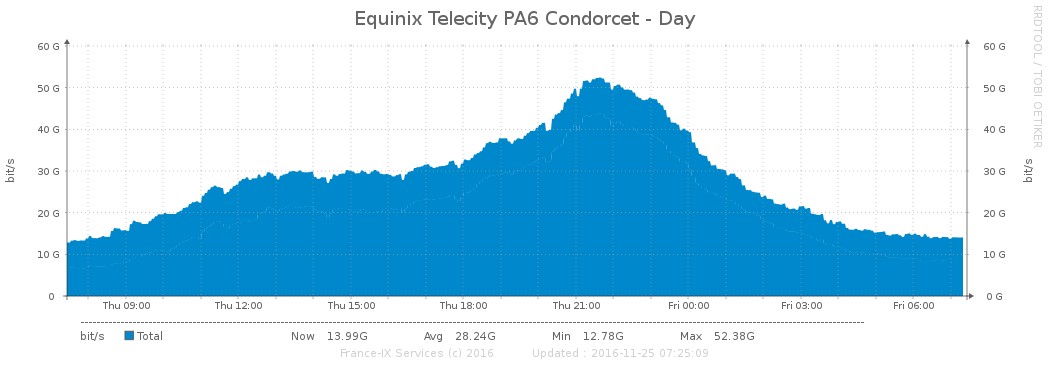 Equinix Telecity PA6 Condorcet - Day
RRDTOOL / TOBI OETIKER
bit/s
60 G 60 G
50 G 50 G
40 G 40 G
30 G 30 G
20 G 20 G
10 G 10 G
0 0 G
bit/s
Thu 09:00 Thu 12:00 Thu 15:00 Thu 18:00 Thu 21:00 Fri 00:00 Fri 03:00 Fri 06:00
bit/s Total Now 13.99G Avg 28.24G Min 12.78G Max 52.38G
France-IX Services (c) 2016 Updated : 2016-11-25 07:25:09